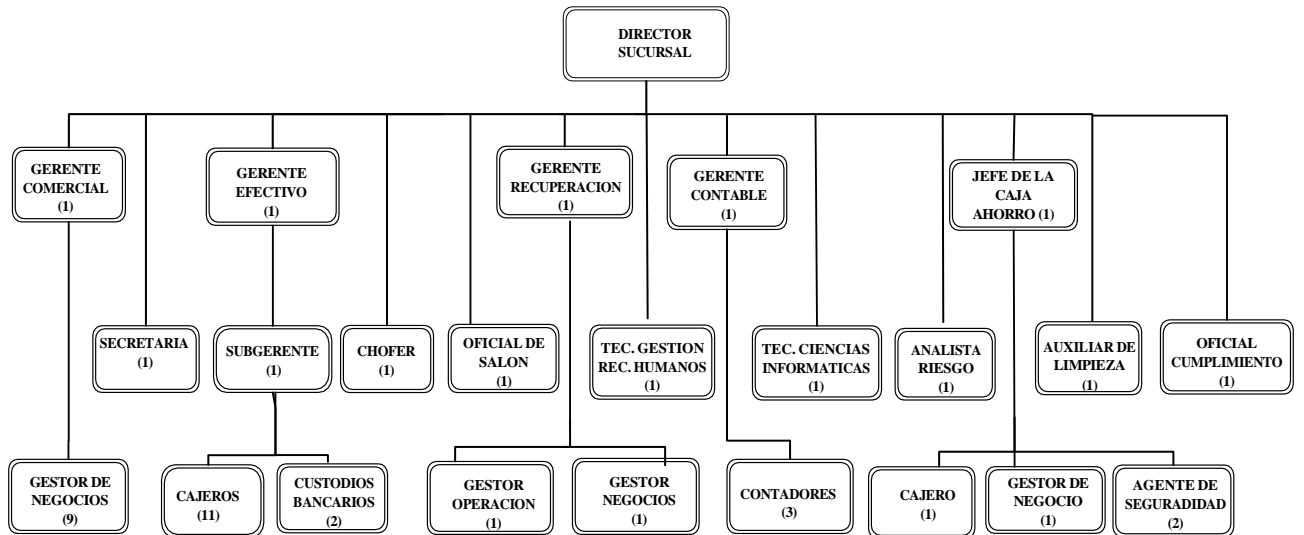 DIRECTOR
SUCURSAL
GERENTE
COMERCIAL
(1)
GERENTE
EFECTIVO
(1)
GERENTE
RECUPERACION
(1)
GERENTE
CONTABLE
(1)
JEFE DE LA
CAJA
AHORRO (1)
SECRETARIA
(1)
SUBGERENTE
(1)
CHOFER
(1)
OFICIAL DE
SALON
(1)
TEC. GESTION
REC. HUMANOS
(1)
TEC. CIENCIAS
INFORMATICAS
(1)
ANALISTA
RIESGO
(1)
AUXILIAR DE
LIMPIEZA
(1)
OFICIAL
CUMPLIMIENTO
(1)
GESTOR DE
NEGOCIOS
(9)
CAJEROS
(11)
CUSTODIOS
BANCARIOS
(2)
GESTOR
OPERACION
(1)
GESTOR
NEGOCIOS
(1)
CONTADORES
(3)
CAJERO
(1)
GESTOR DE
NEGOCIO
(1)
AGENTE DE
SEGURADIDAD
(2)